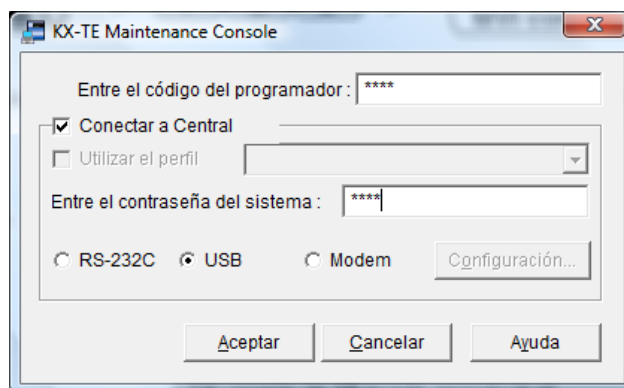 KX-TE Maintenance Console
Entre el código del programador : ****
Conectar a Central
Utilizar el perfil
Entre el contraseña del sistema : ****
RS-232C USB Modem Configuración...
Aceptar Cancelar Ayuda